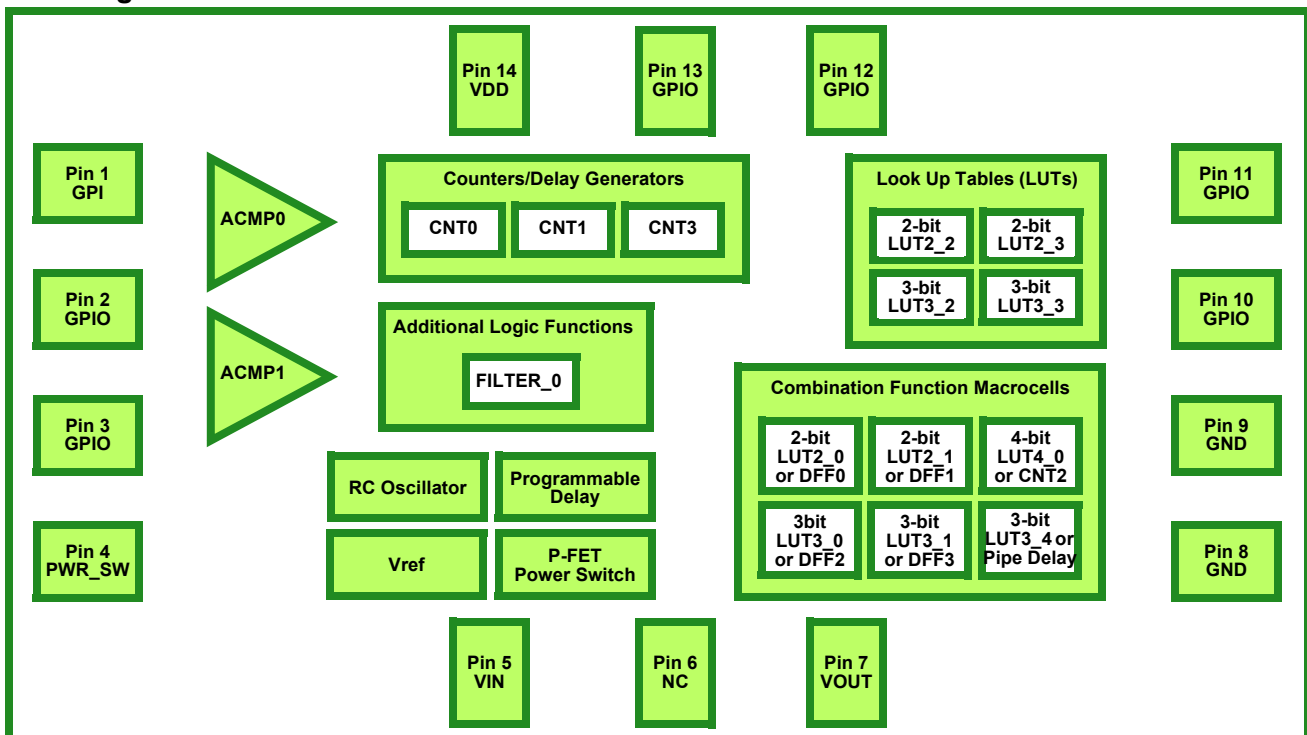 Pin 14
VDD
Pin 13
GPIO
Pin 12
GPIO
Pin 1
GPI
ACMP0
Counters/Delay Generators
CNT0
CNT1
CNT3
Look Up Tables (LUTs)
2-bit
LUT2_2
2-bit
LUT2_3
3-bit
LUT3_2
3-bit
LUT3_3
Pin 11
GPIO
Pin 2
GPIO
ACMP1
Additional Logic Functions
FILTER_0
Pin 10
GPIO
Pin 3
GPIO
Combination Function Macrocells
2-bit
LUT2_0
or DFF0
2-bit
LUT2_1
or DFF1
4-bit
LUT4_0
or CNT2
3bit
LUT3_0
or DFF2
3-bit
LUT3_1
or DFF3
3-bit
LUT3_4 or
Pipe Delay
Pin 9
GND
RC Oscillator
Programmable
Delay
Vref
P-FET
Power Switch
Pin 4
PWR_SW
Pin 8
GND
Pin 5
VIN
Pin 6
NC
Pin 7
VOUT